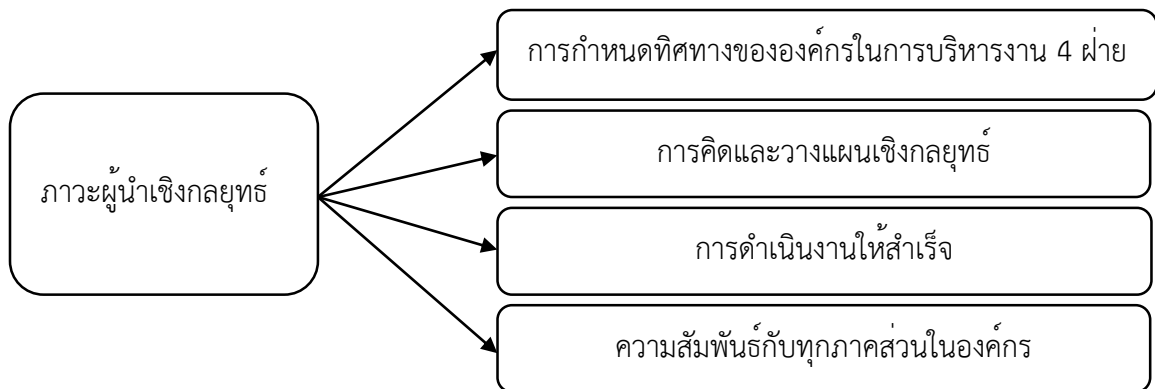 การกำหนดทิศทางขององค์กรในการบริหารงาน 4 ฝ่าย
การคิดและวางแผนเชิงกลยุทธ์
ภาวะผู้นำเชิงกลยุทธ์
การดำเนินงานให้สำเร็จ
ความสัมพันธ์กับทุกภาคส่วนในองค์กร